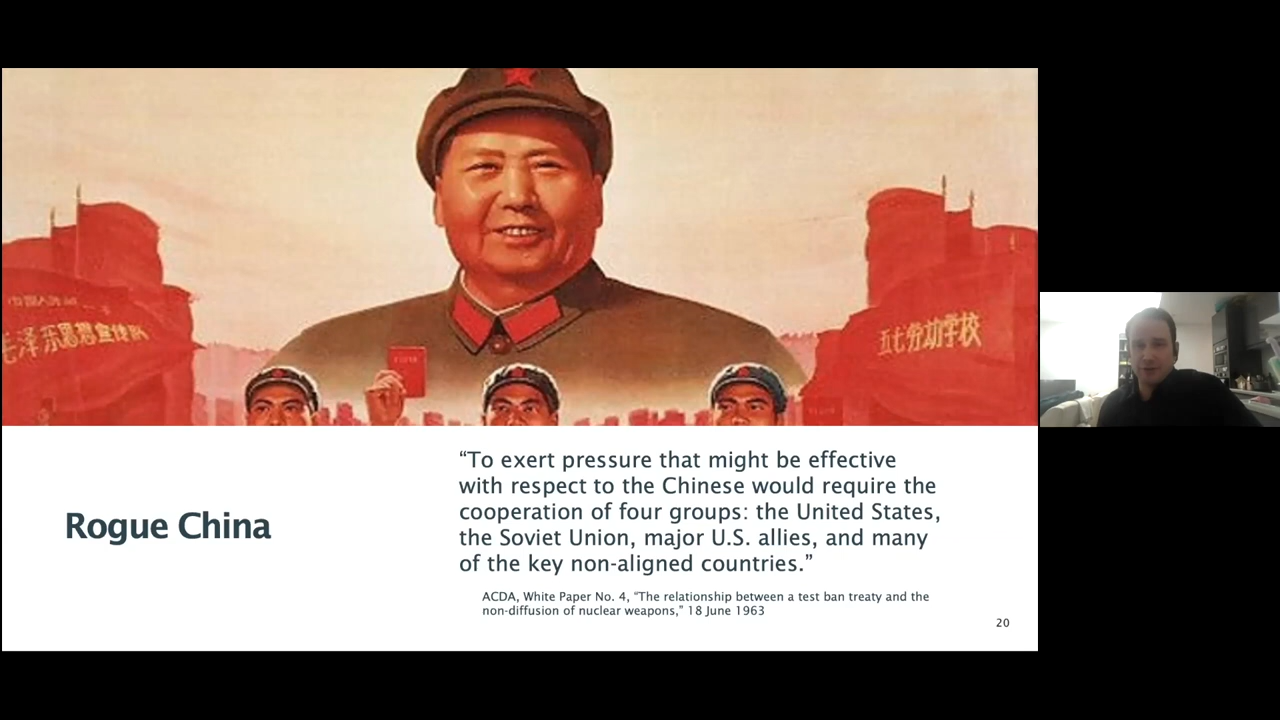 毛泽东思想宣传队
五七劳动学校
Rogue China
“To exert pressure that might be effective
with respect to the Chinese would require the
cooperation of four groups: the United States,
the Soviet Union, major U.S. allies, and many
of the key non-aligned countries.”
ACDA, White Paper No. 4, “The relationship between a test ban treaty and the
non-diffusion of nuclear weapons,” 18 June 1963
20